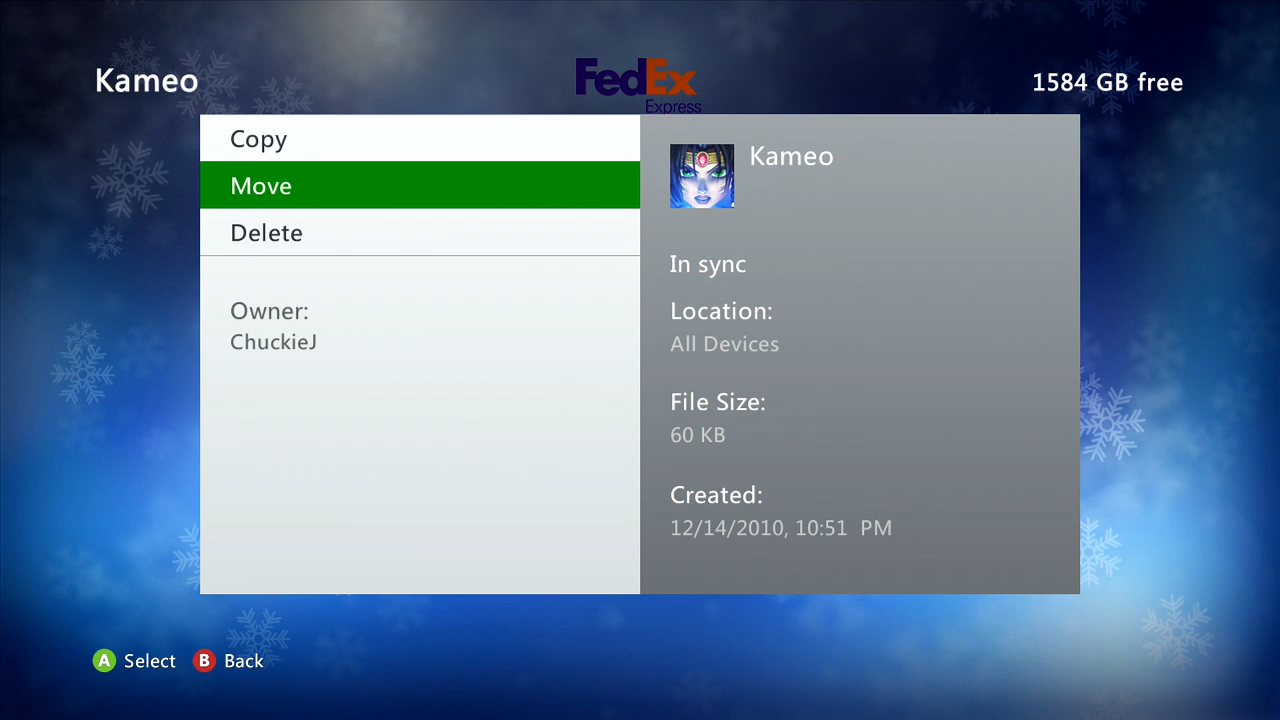 Kameo
FedEx
Express
1584 GB free
Copy
Move
Delete
Owner:
ChuckieJ
Kameo
In sync
Location:
All Devices
File Size:
60 KB
Created:
12/14/2010, 10:51 PM
A Select B Back